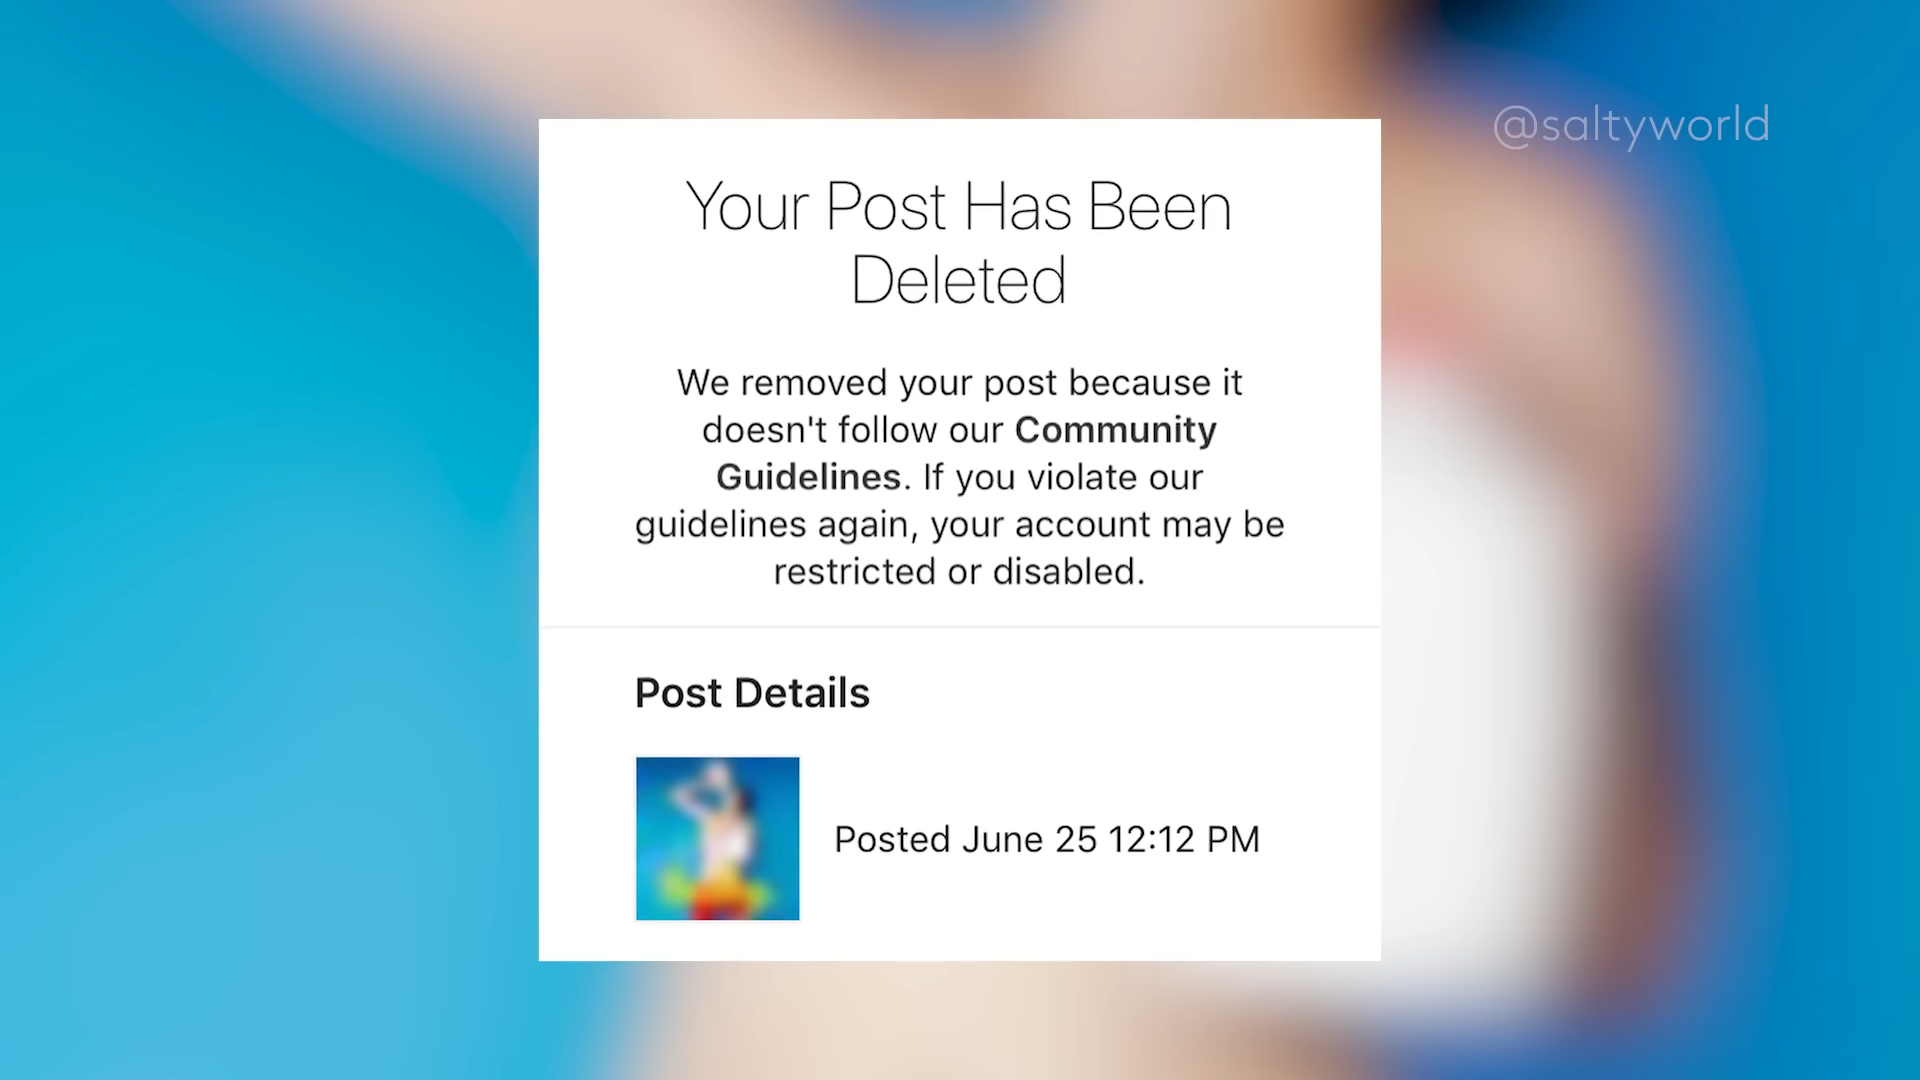 @saltyworld
Your Post Has Been
Deleted
We removed your post because it
doesn't follow our Community
Guidelines. If you violate our
guidelines again, your account may be
restricted or disabled.
Post Details
Posted June 25 12:12 PM